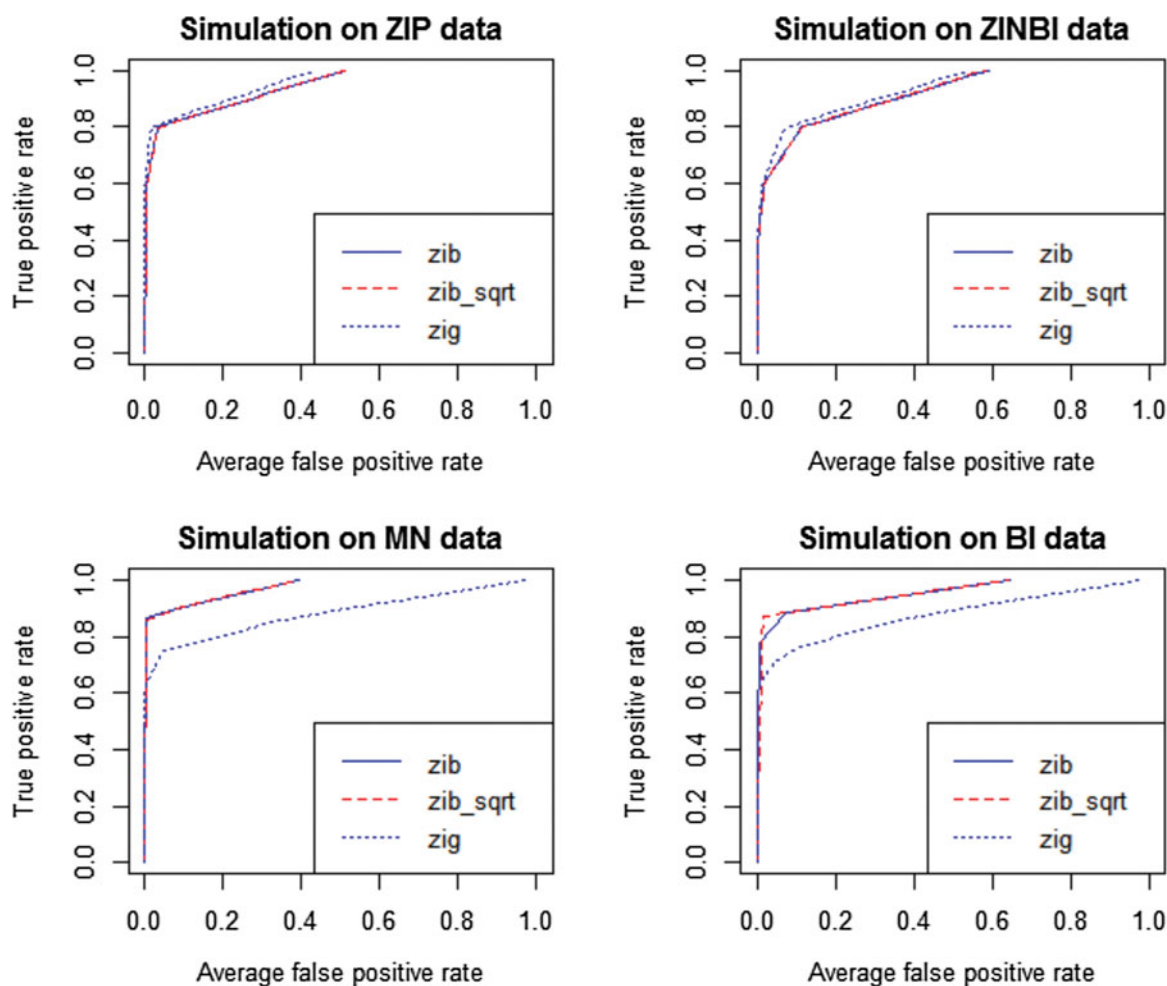 Simulation on ZIP data
True positive rate
1.0
0.8
0.6
0.4
0.2
0.0
zib
zib_sqrt
zig
0.0 0.2 0.4 0.6 0.8 1.0
Average false positive rate
Simulation on ZINBI data
True positive rate
1.0
0.8
0.6
0.4
0.2
0.0
zib
zib_sqrt
zig
0.0 0.2 0.4 0.6 0.8 1.0
Average false positive rate
Simulation on MN data
True positive rate
1.0
0.8
0.6
0.4
0.2
0.0
zib
zib_sqrt
zig
0.0 0.2 0.4 0.6 0.8 1.0
Average false positive rate
Simulation on BI data
True positive rate
1.0
0.8
0.6
0.4
0.2
0.0
zib
zib_sqrt
zig
0.0 0.2 0.4 0.6 0.8 1.0
Average false positive rate